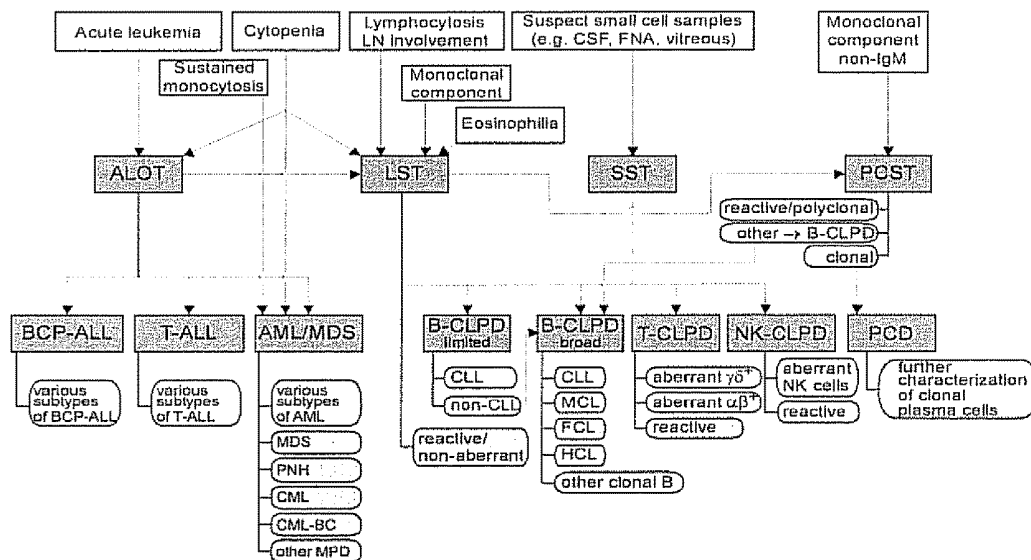 Acute leukemia
Cytopenia
Lymphocytosis
LN involvement
Suspect small cell samples
(e.g. CSF, FNA, vitreous)
Monoclonal
component
non-IgM
Sustained
monocytosis
Monoclonal
component
Eosinophilia
ALOT
LST
SST
PCST
reactive/polyclonal
other → B-CLPD
clonal
BCP-ALL
T-ALL
AML/MDS
B-CLPD
limited
B-CLPD
broad
T-CLPD
NK-CLPD
PCD
various
subtypes
of BCP-ALL
various
subtypes
of T-ALL
various
subtypes
of AML
MDS
PNH
CML
CML-BC
other MPD
reactive/
non-aberrant
CLL
non-CLL
CLL
MCL
FCL
HCL
other clonal B
aberrant γδ⁺
aberrant αβ⁺
reactive
aberrant
NK cells
reactive
further
characterization
of clonal
plasma cells